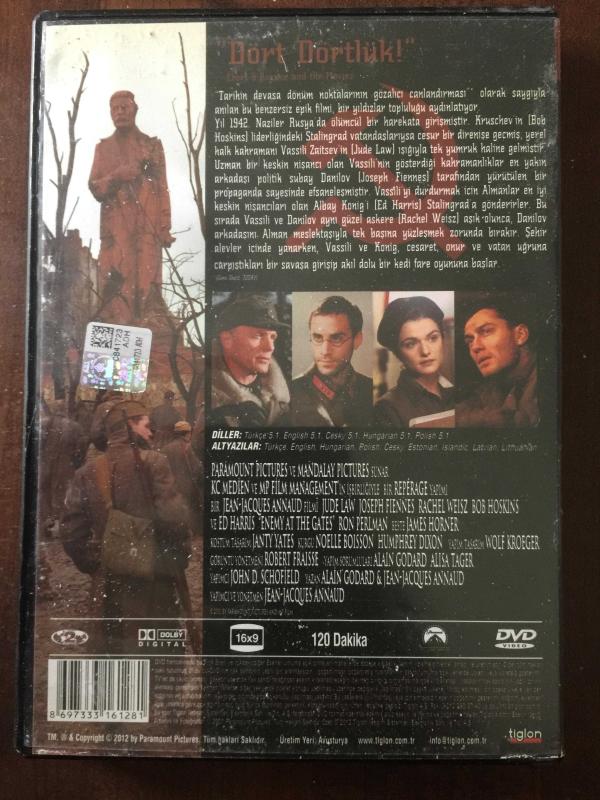 "Dört Dörtlük!"
"Tarihin devasa dönüm noktalarının gözalıcı canlandırması" olarak saygıyla
anılan bu benzersiz epik filmi, bir yıldızlar topluluğu aydınlatıyor.
Yıl 1942. Naziler Rusya'da ölümcül bir harekata girişmiştir. Kruschev'in (Bob
Hoskins) liderliğindeki Stalingrad vatandaşlarıysa cesur bir direnişe geçmiş, yerel
halk kahramanı Vassili Zaitsev'in (Jude Law) ışığıyla tek yumruk haline gelmiştir.
Uzman bir keskin nişancı olan Vassili'nin gösterdiği kahramanlıklar en yakın
arkadaşı politik subay Danilov (Joseph Fiennes) tarafından yürütülen bir
propaganda sayesinde efsaneleşmiştir. Vassili'yi durdurmak için Almanlar en iyi
keskin nişancıları olan Albay König'i (Ed Harris) Stalingrad'a gönderirler. Bu
sırada Vassili ve Danilov aynı güzel askere (Rachel Weisz) aşık olunca, Danilov
arkadaşını Alman meslektaşıyla tek başına yüzleşmek zorunda bırakır. Şehir
alevler içinde yanarken, Vassili ve König, cesaret, onur ve vatan uğruna
çarpıştıkları bir savaşa girişip akıl dolu bir kedi fare oyununa başlar.
C841723
ADH
DİLLER: Türkçe 5.1, English 5.1, Česky 5.1, Hungarian 5.1, Polish 5.1
ALTYAZILAR: Türkçe, English, Hungarian, Polish, Česky, Estonian, Islandic, Latvian, Lithuanian
PARAMOUNT PICTURES VE MANDALAY PICTURES SUNAR
KC MEDIEN VE MP FILM MANAGEMENT'IN İŞBİRLİĞİYLE BİR REPÉRAGE YAPIMI
BİR JEAN-JACQUES ANNAUD FİLMİ JUDE LAW JOSEPH FIENNES RACHEL WEISZ BOB HOSKINS
VE ED HARRIS "ENEMY AT THE GATES" RON PERLMAN BESTE JAMES HORNER
KOSTÜM TASARIM JANTY YATES KURGU NOELLE BOISSON HUMPHREY DIXON YAPIM TASARIM WOLF KROEGER
GÖRÜNTÜ YÖNETMENİ ROBERT FRAISSE YAPIM SORUMLULARI ALAIN GODARD ALISA TAGER
YAPIMCI JOHN D. SCHOFIELD YAZAN ALAIN GODARD & JEAN-JACQUES ANNAUD
YAPIMCI VE YÖNETMEN JEAN-JACQUES ANNAUD
DOLBY
DIGITAL
16x9
120 Dakika
DVD
VIDEO
8 697333 161281
TM, ® & Copyright © 2012 by Paramount Pictures. Tüm hakları Saklıdır. Üretim Yeri: Avusturya www.tiglon.com.tr info@tiglon.com.tr tiglon